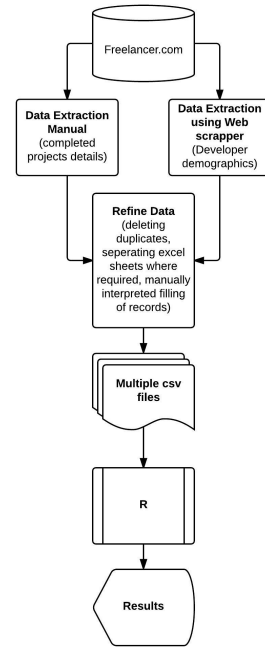 Freelancer.com
Data Extraction
Manual
(completed
projects details)
Data Extraction
using Web
scrapper
(Developer
demographics)
Refine Data
(deleting
duplicates,
seperating excel
sheets where
required, manually
interpreted filling
of records)
Multiple csv
files
R
Results